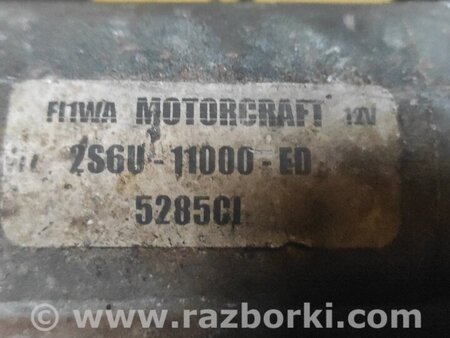 FI1WA MOTORCRAFT 12V
2S6U-11000-ED
5285CI
© www.razborki.com